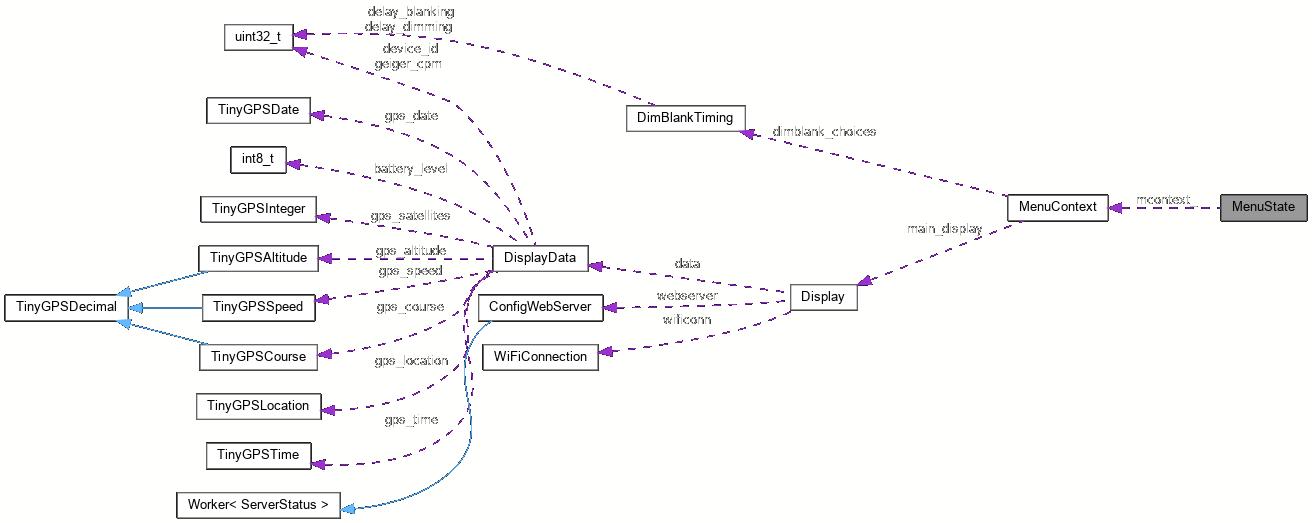 delay_blanking
delay_dimming
uint32_t
device_id
geiger_cpm
TinyGPSDate
gps_date
DimBlankTiming
dimblank_choices
int8_t
battery_level
TinyGPSInteger
gps_satellites
MenuContext
mcontext
MenuState
main_display
TinyGPSAltitude
gps_altitude
DisplayData
data
gps_speed
TinyGPSDecimal
TinyGPSSpeed
gps_course
ConfigWebServer
webserver
Display
wificonn
TinyGPSCourse
gps_location
WiFiConnection
TinyGPSLocation
gps_time
TinyGPSTime
Worker< ServerStatus >